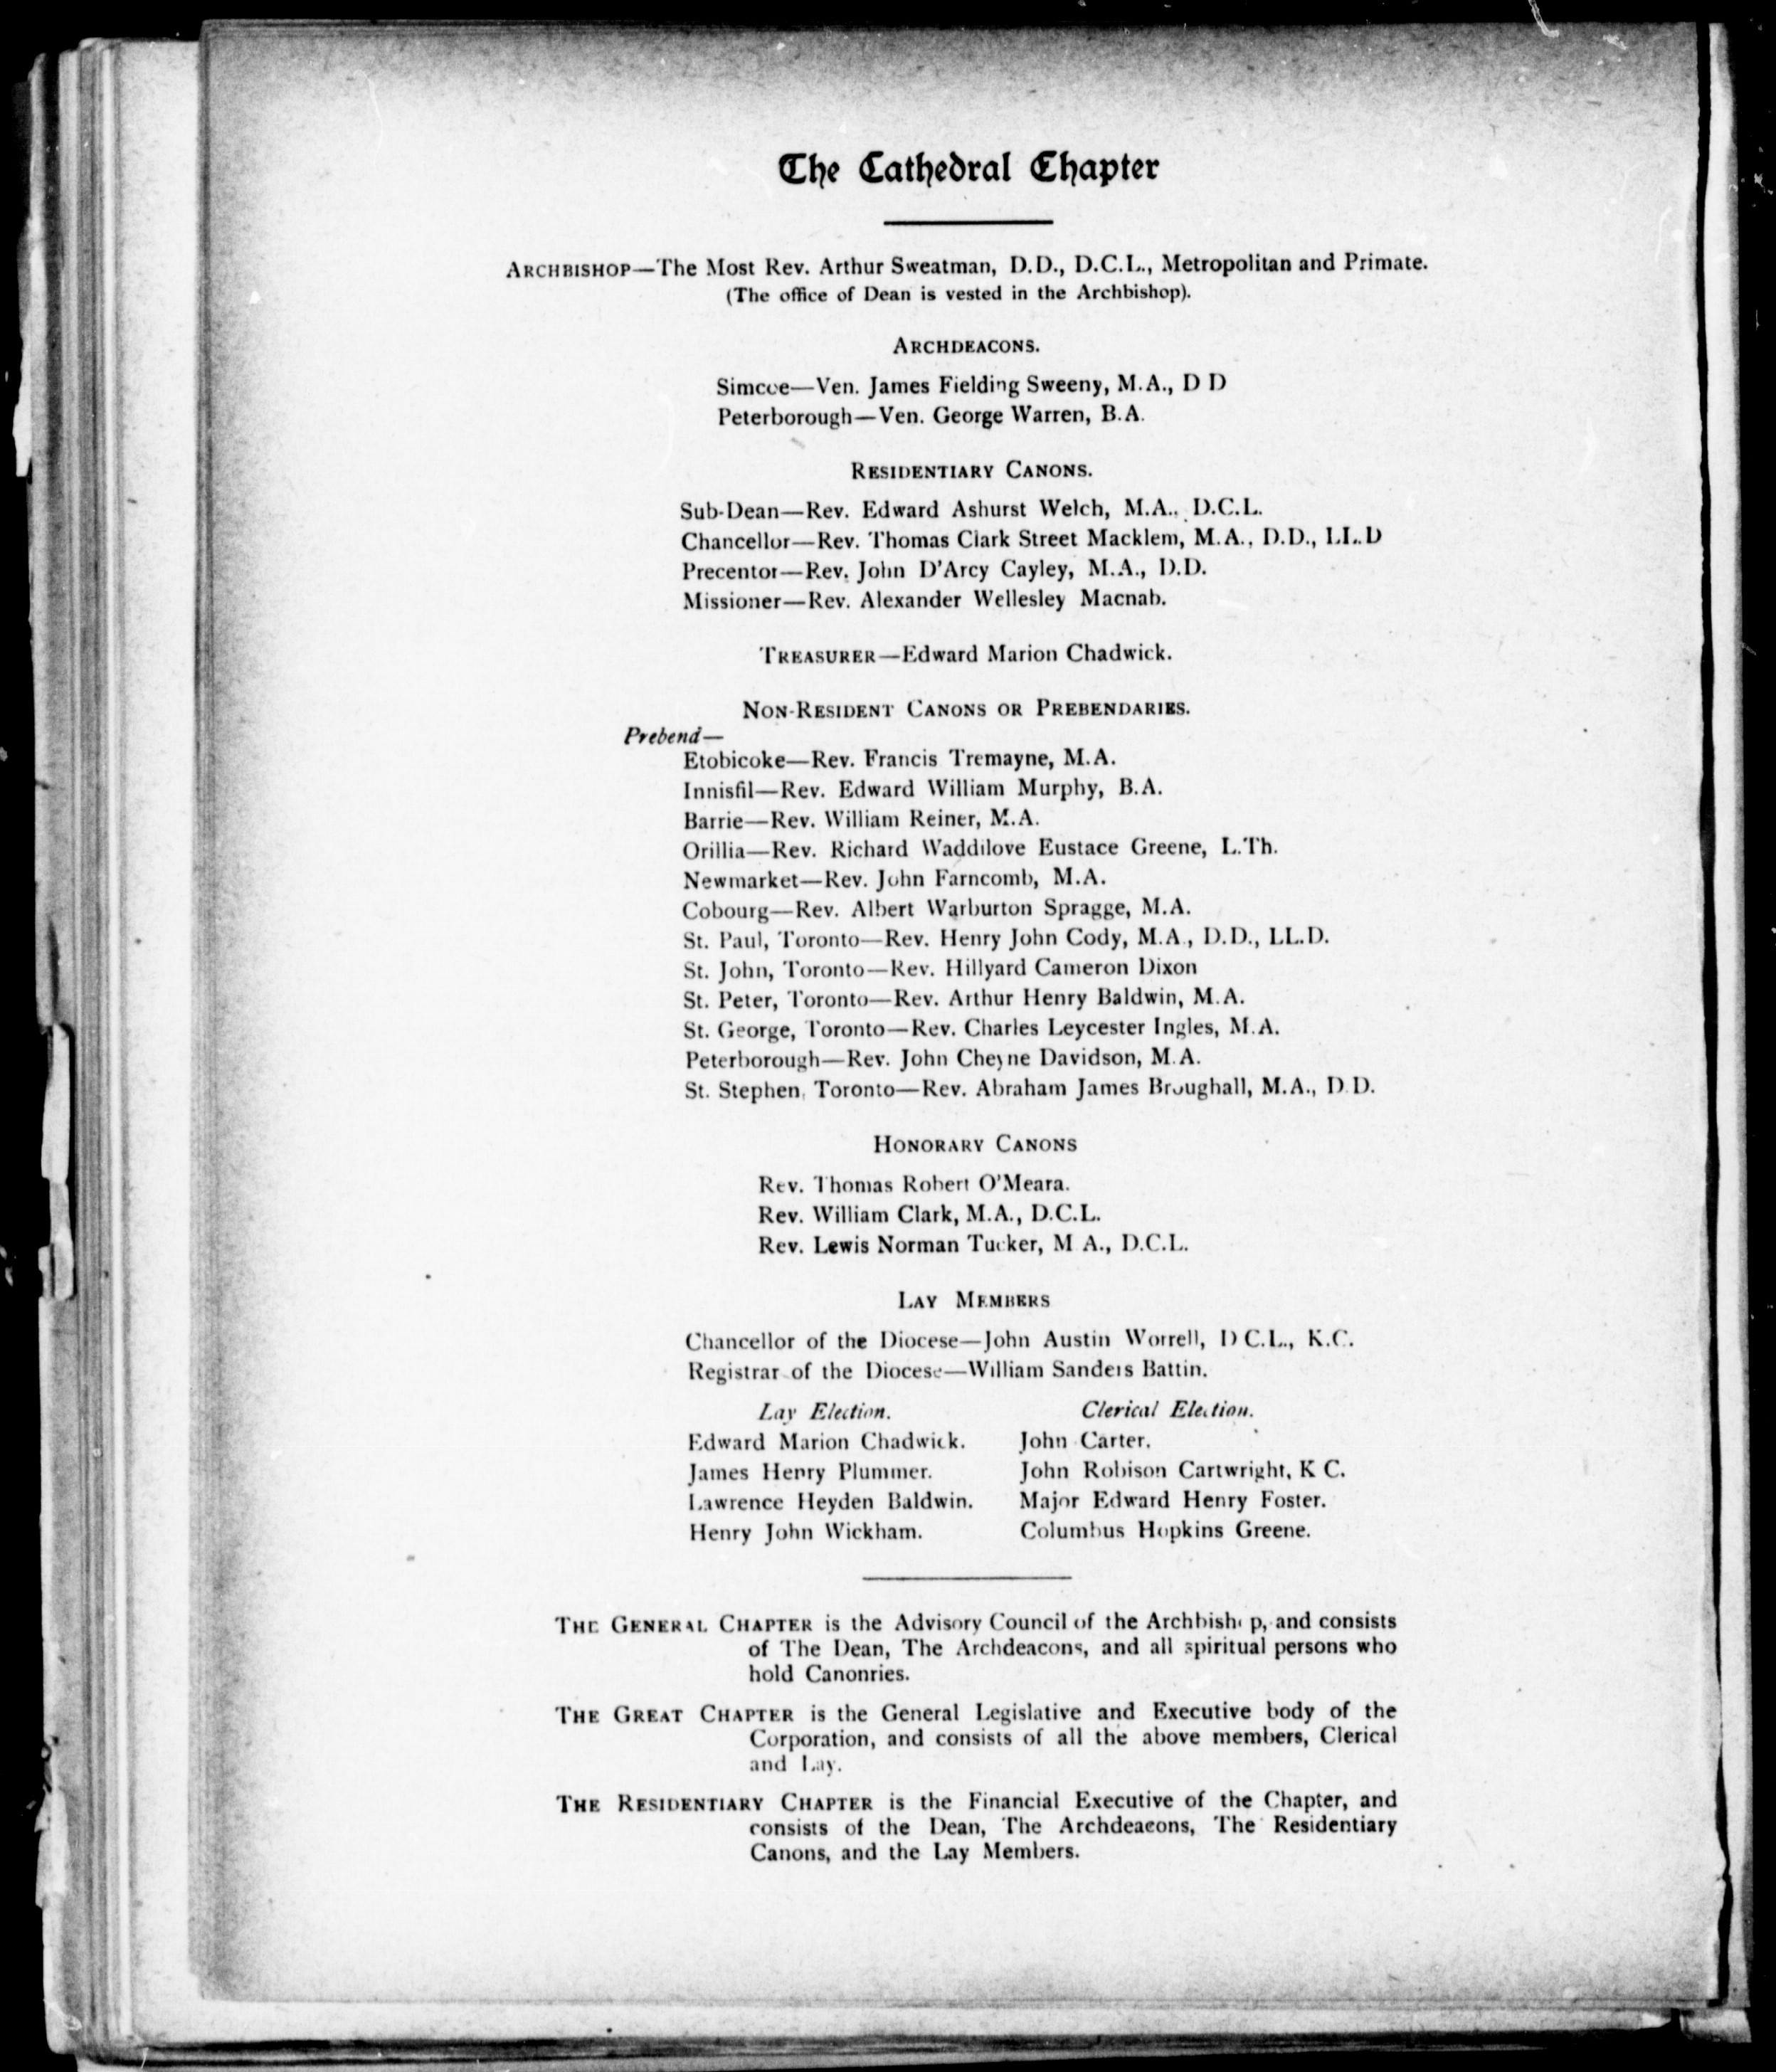 The Cathedral Chapter
ARCHBISHOP—The Most Rev. Arthur Sweatman, D.D., D.C.L., Metropolitan and Primate.
(The office of Dean is vested in the Archbishop).
ARCHDEACONS.
Simcoe—Ven. James Fielding Sweeny, M.A., D D
Peterborough—Ven. George Warren, B.A.
RESIDENTIARY CANONS.
Sub-Dean—Rev. Edward Ashurst Welch, M.A., D.C.L.
Chancellor—Rev. Thomas Clark Street Macklem, M.A., D.D., LL.D
Precentor—Rev. John D'Arcy Cayley, M.A., D.D.
Missioner—Rev. Alexander Wellesley Macnab.
TREASURER—Edward Marion Chadwick.
NON-RESIDENT CANONS OR PREBENDARIES.
Prebend—
Etobicoke—Rev. Francis Tremayne, M.A.
Innisfil—Rev. Edward William Murphy, B.A.
Barrie—Rev. William Reiner, M.A.
Orillia—Rev. Richard Waddilove Eustace Greene, L.Th.
Newmarket—Rev. John Farncomb, M.A.
Cobourg—Rev. Albert Warburton Spragge, M.A.
St. Paul, Toronto—Rev. Henry John Cody, M.A., D.D., LL.D.
St. John, Toronto—Rev. Hillyard Cameron Dixon
St. Peter, Toronto—Rev. Arthur Henry Baldwin, M.A.
St. George, Toronto—Rev. Charles Leycester Ingles, M.A.
Peterborough—Rev. John Cheyne Davidson, M.A.
St. Stephen, Toronto—Rev. Abraham James Broughall, M.A., D.D.
HONORARY CANONS
Rev. Thomas Robert O'Meara.
Rev. William Clark, M.A., D.C.L.
Rev. Lewis Norman Tucker, M A., D.C.L.
LAY MEMBERS
Chancellor of the Diocese—John Austin Worrell, D C.L., K.C.
Registrar of the Diocese—William Sanders Battin.
Lay Election. Clerical Election.
Edward Marion Chadwick. John Carter.
James Henry Plummer. John Robison Cartwright, K C.
Lawrence Heyden Baldwin. Major Edward Henry Foster.
Henry John Wickham. Columbus Hopkins Greene.
THE GENERAL CHAPTER is the Advisory Council of the Archbishop, and consists
of The Dean, The Archdeacons, and all spiritual persons who
hold Canonries.
THE GREAT CHAPTER is the General Legislative and Executive body of the
Corporation, and consists of all the above members, Clerical
and Lay.
THE RESIDENTIARY CHAPTER is the Financial Executive of the Chapter, and
consists of the Dean, The Archdeacons, The Residentiary
Canons, and the Lay Members.